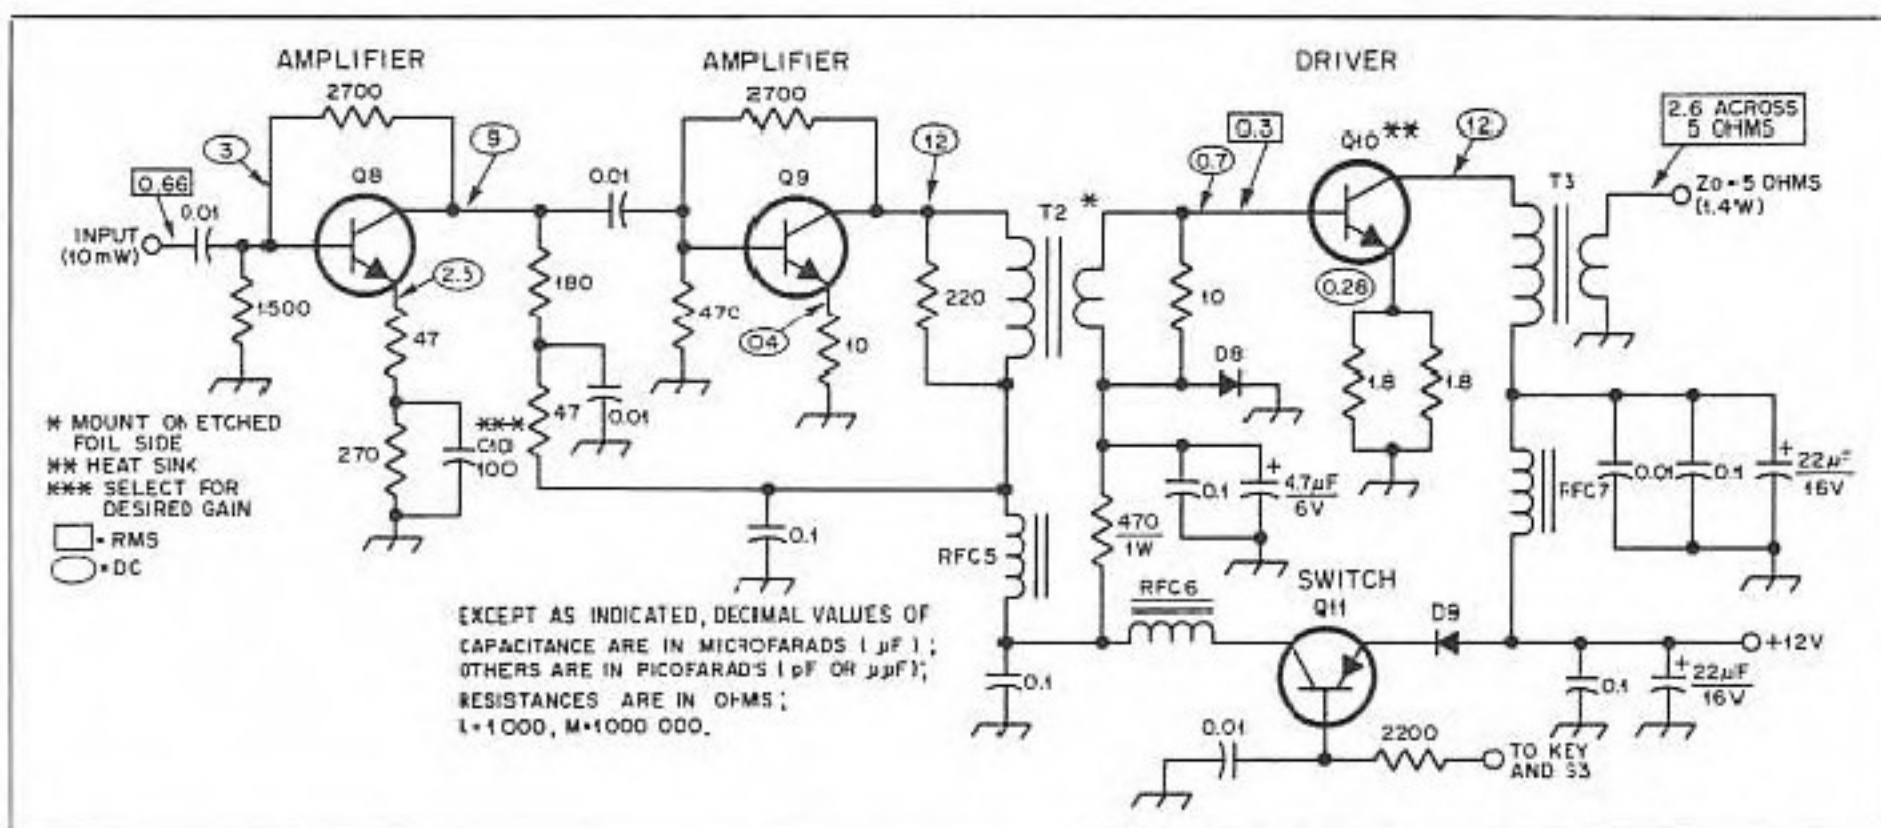 AMPLIFIER
2700
3
0.66
0.01
INPUT
(10mW)
1500
Q8
9
2.3
47
270
C10
100
180
***
47
0.01
0.01
AMPLIFIER
2700
Q9
470
04
10
12
220
T2
*
0.1
RFC5
0.1
DRIVER
0.7
0.3
Q10**
12
10
D8
0.26
1.8
1.8
T3
2.6 ACROSS
5 OHMS
Zo=5 OHMS
(1.4W)
0.1
+
4.7µF
6V
470
1W
RFC6
SWITCH
Q11
D9
RFC7
0.01
0.1
+
22µF
16V
+12V
0.1
+
22µF
16V
0.01
2200
TO KEY
AND S3
* MOUNT ON ETCHED
FOIL SIDE
** HEAT SINK
*** SELECT FOR
DESIRED GAIN
= RMS
= DC
EXCEPT AS INDICATED, DECIMAL VALUES OF
CAPACITANCE ARE IN MICROFARADS ( µF ) ;
OTHERS ARE IN PICOFARADS ( pF OR µµF);
RESISTANCES ARE IN OHMS ;
=1000, M=1000 000.